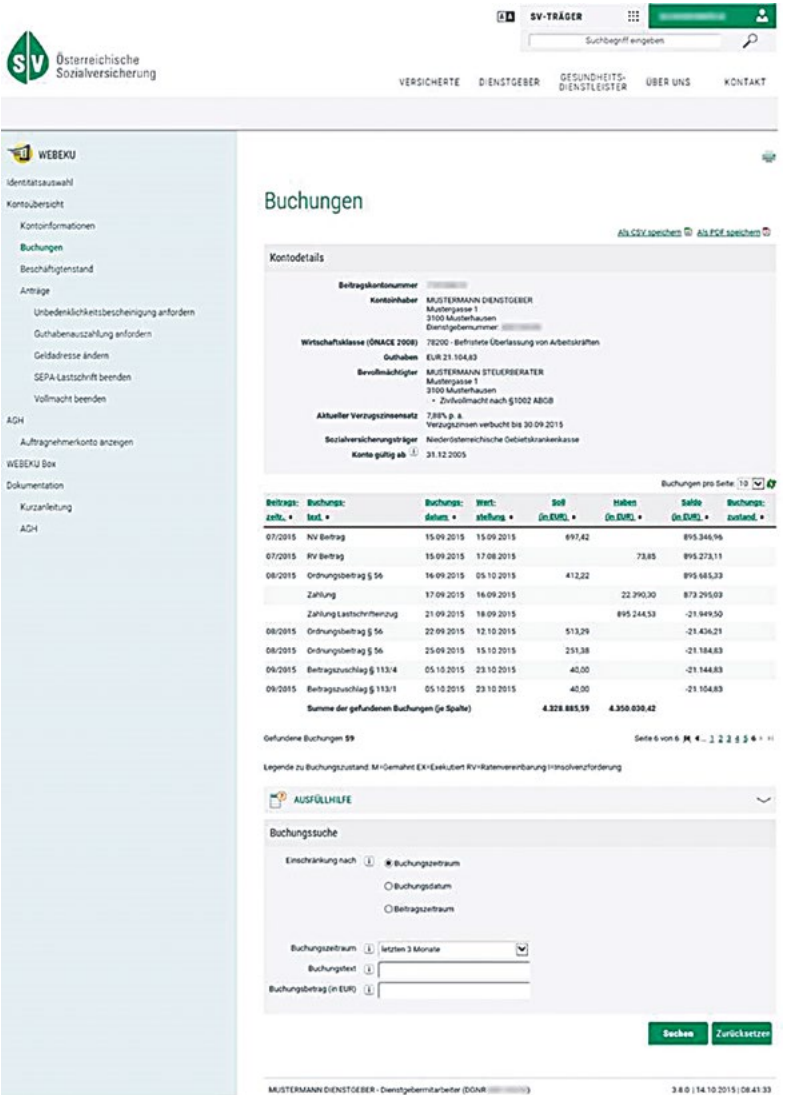 AA SV-TRÄGER
Suchbegriff eingeben
SV Österreichische
Sozialversicherung
VERSICHERTE DIENSTGEBER GESUNDHEITS-
DIENSTLEISTER ÜBER UNS KONTAKT
WEBEKU
Identitätsauswahl
Kontoübersicht
Kontoinformationen
Buchungen
Beschäftigtenstand
Anträge
Unbedenklichkeitsbescheinigung anfordern
Guthabenauszahlung anfordern
Geldadresse ändern
SEPA-Lastschrift beenden
Vollmacht beenden
AGH
Auftragnehmerkonto anzeigen
WEBEKU Box
Dokumentation
Kurzanleitung
AGH
Buchungen
Als CSV speichern Als PDF speichern
Kontodetails
Beitragskontonummer
Kontoinhaber MUSTERMANN DIENSTGEBER
Mustergasse 1
3100 Musterhausen
Dienstgebernummer:
Wirtschaftsklasse (ÖNACE 2008) 78200 - Befristete Überlassung von Arbeitskräften
Guthaben EUR 21.104,83
Bevollmächtigter MUSTERMANN STEUERBERATER
Mustergasse 1
3100 Musterhausen
• Zivilvollmacht nach §1002 ABGB
Aktueller Verzugszinsensatz 7,88% p. a.
Verzugszinsen verbucht bis 30.09.2015
Sozialversicherungsträger Niederösterreichische Gebietskrankenkasse
Konto gültig ab i 31.12.2005
Buchungen pro Seite: 10
Beitrags- Buchungs- Buchungs- Wert- Soll Haben Saldo Buchungs-
zeitr. text datum stellung (in EUR) (in EUR) (in EUR) zustand
07/2015 NV Beitrag 15.09.2015 15.09.2015 697,42 895.346,96
07/2015 RV Beitrag 15.09.2015 17.08.2015 73,85 895.273,11
08/2015 Ordnungsbeitrag § 56 16.09.2015 05.10.2015 412,22 895.685,33
Zahlung 17.09.2015 16.09.2015 22.390,30 873.295,03
Zahlung Lastschrifteinzug 21.09.2015 18.09.2015 895.244,53 -21.949,50
08/2015 Ordnungsbeitrag § 56 22.09.2015 12.10.2015 513,29 -21.436,21
08/2015 Ordnungsbeitrag § 56 25.09.2015 15.10.2015 251,38 -21.184,83
09/2015 Beitragszuschlag § 113/4 05.10.2015 23.10.2015 40,00 -21.144,83
09/2015 Beitragszuschlag § 113/1 05.10.2015 23.10.2015 40,00 -21.104,83
Summe der gefundenen Buchungen (je Spalte) 4.328.885,59 4.350.030,42
Gefundene Buchungen 59 Seite 6 von 6 ... 1 2 3 4 5 6
Legende zu Buchungszustand: M=Gemahnt EX=Exekutiert RV=Ratenvereinbarung I=Insolvenzforderung
AUSFÜLLHILFE
Buchungssuche
Einschränkung nach i Buchungszeitraum
Buchungsdatum
Beitragszeitraum
Buchungszeitraum i letzten 3 Monate
Buchungstext i
Buchungsbetrag (in EUR) i
Suchen Zurücksetzen
MUSTERMANN DIENSTGEBER - Dienstgebermitarbeiter (DGNR ) 3.8.0 | 14.10.2015 | 08:41:33